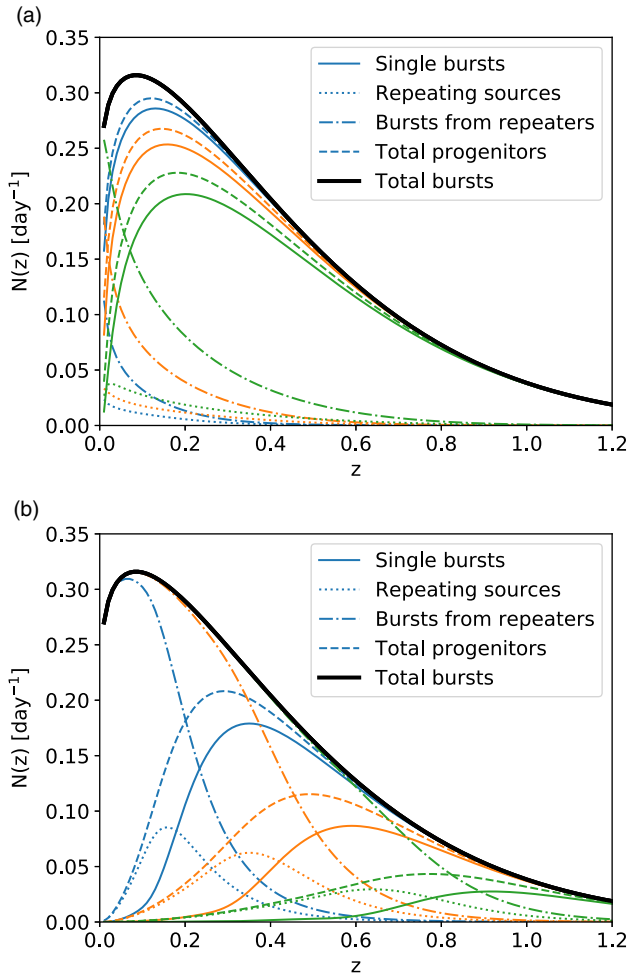 (a)
0.35
0.30
0.25
0.20
0.15
0.10
0.05
0.00
N(z) [day⁻¹]
Single bursts
Repeating sources
Bursts from repeaters
Total progenitors
Total bursts
0.0 0.2 0.4 0.6 0.8 1.0 1.2
z
(b)
0.35
0.30
0.25
0.20
0.15
0.10
0.05
0.00
N(z) [day⁻¹]
Single bursts
Repeating sources
Bursts from repeaters
Total progenitors
Total bursts
0.0 0.2 0.4 0.6 0.8 1.0 1.2
z